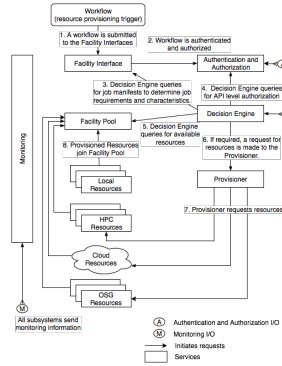 Workflow
(resource provisioning trigger)
1. A workflow is submitted
to the Facility Interfaces
2. Workflow is authenticated
and authorized
Facility Interface
Authentication and
Authorization
3. Decision Engine queries
for job manifests to determine job
requirements and characteristics.
4. Decision Engine queries
for API level authorization
Facility Pool
Decision Engine
5. Decision Engine
queries for available
resources
6. If required, a request for
resources is made to the
Provisioner.
8. Provisioned Resources
join Facility Pool
Monitoring
Local
Resources
Provisioner
7. Provisioner requests resources
HPC
Resources
Cloud
Resources
OSG
Resources
M
All subsystems send
monitoring information
A Authentication and Authorization I/O
M Monitoring I/O
Initiates requests
Services